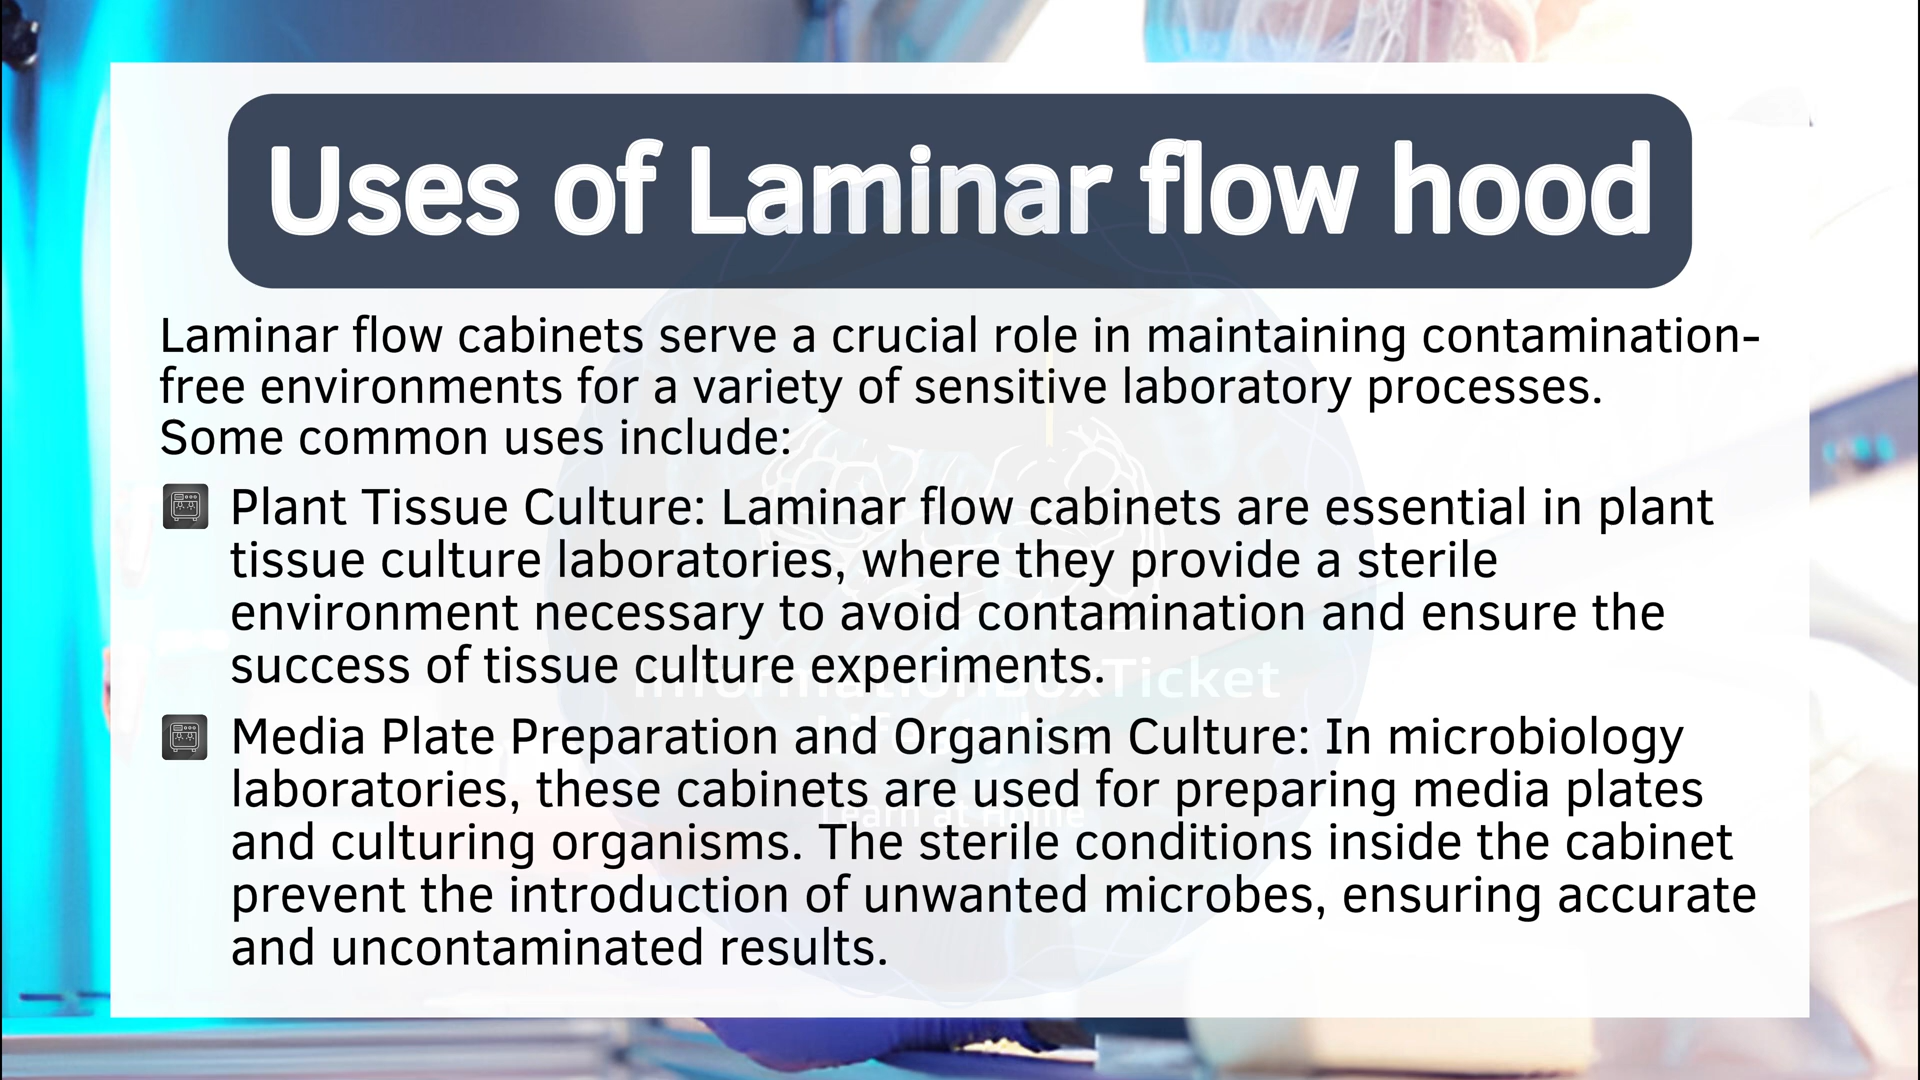 Uses of Laminar flow hood
Laminar flow cabinets serve a crucial role in maintaining contamination-
free environments for a variety of sensitive laboratory processes.
Some common uses include:
Plant Tissue Culture: Laminar flow cabinets are essential in plant
tissue culture laboratories, where they provide a sterile
environment necessary to avoid contamination and ensure the
success of tissue culture experiments.
InformationBoxTicket
Media Plate Preparation and Organism Culture: In microbiology
laboratories, these cabinets are used for preparing media plates
Learn at Home
and culturing organisms. The sterile conditions inside the cabinet
prevent the introduction of unwanted microbes, ensuring accurate
and uncontaminated results.